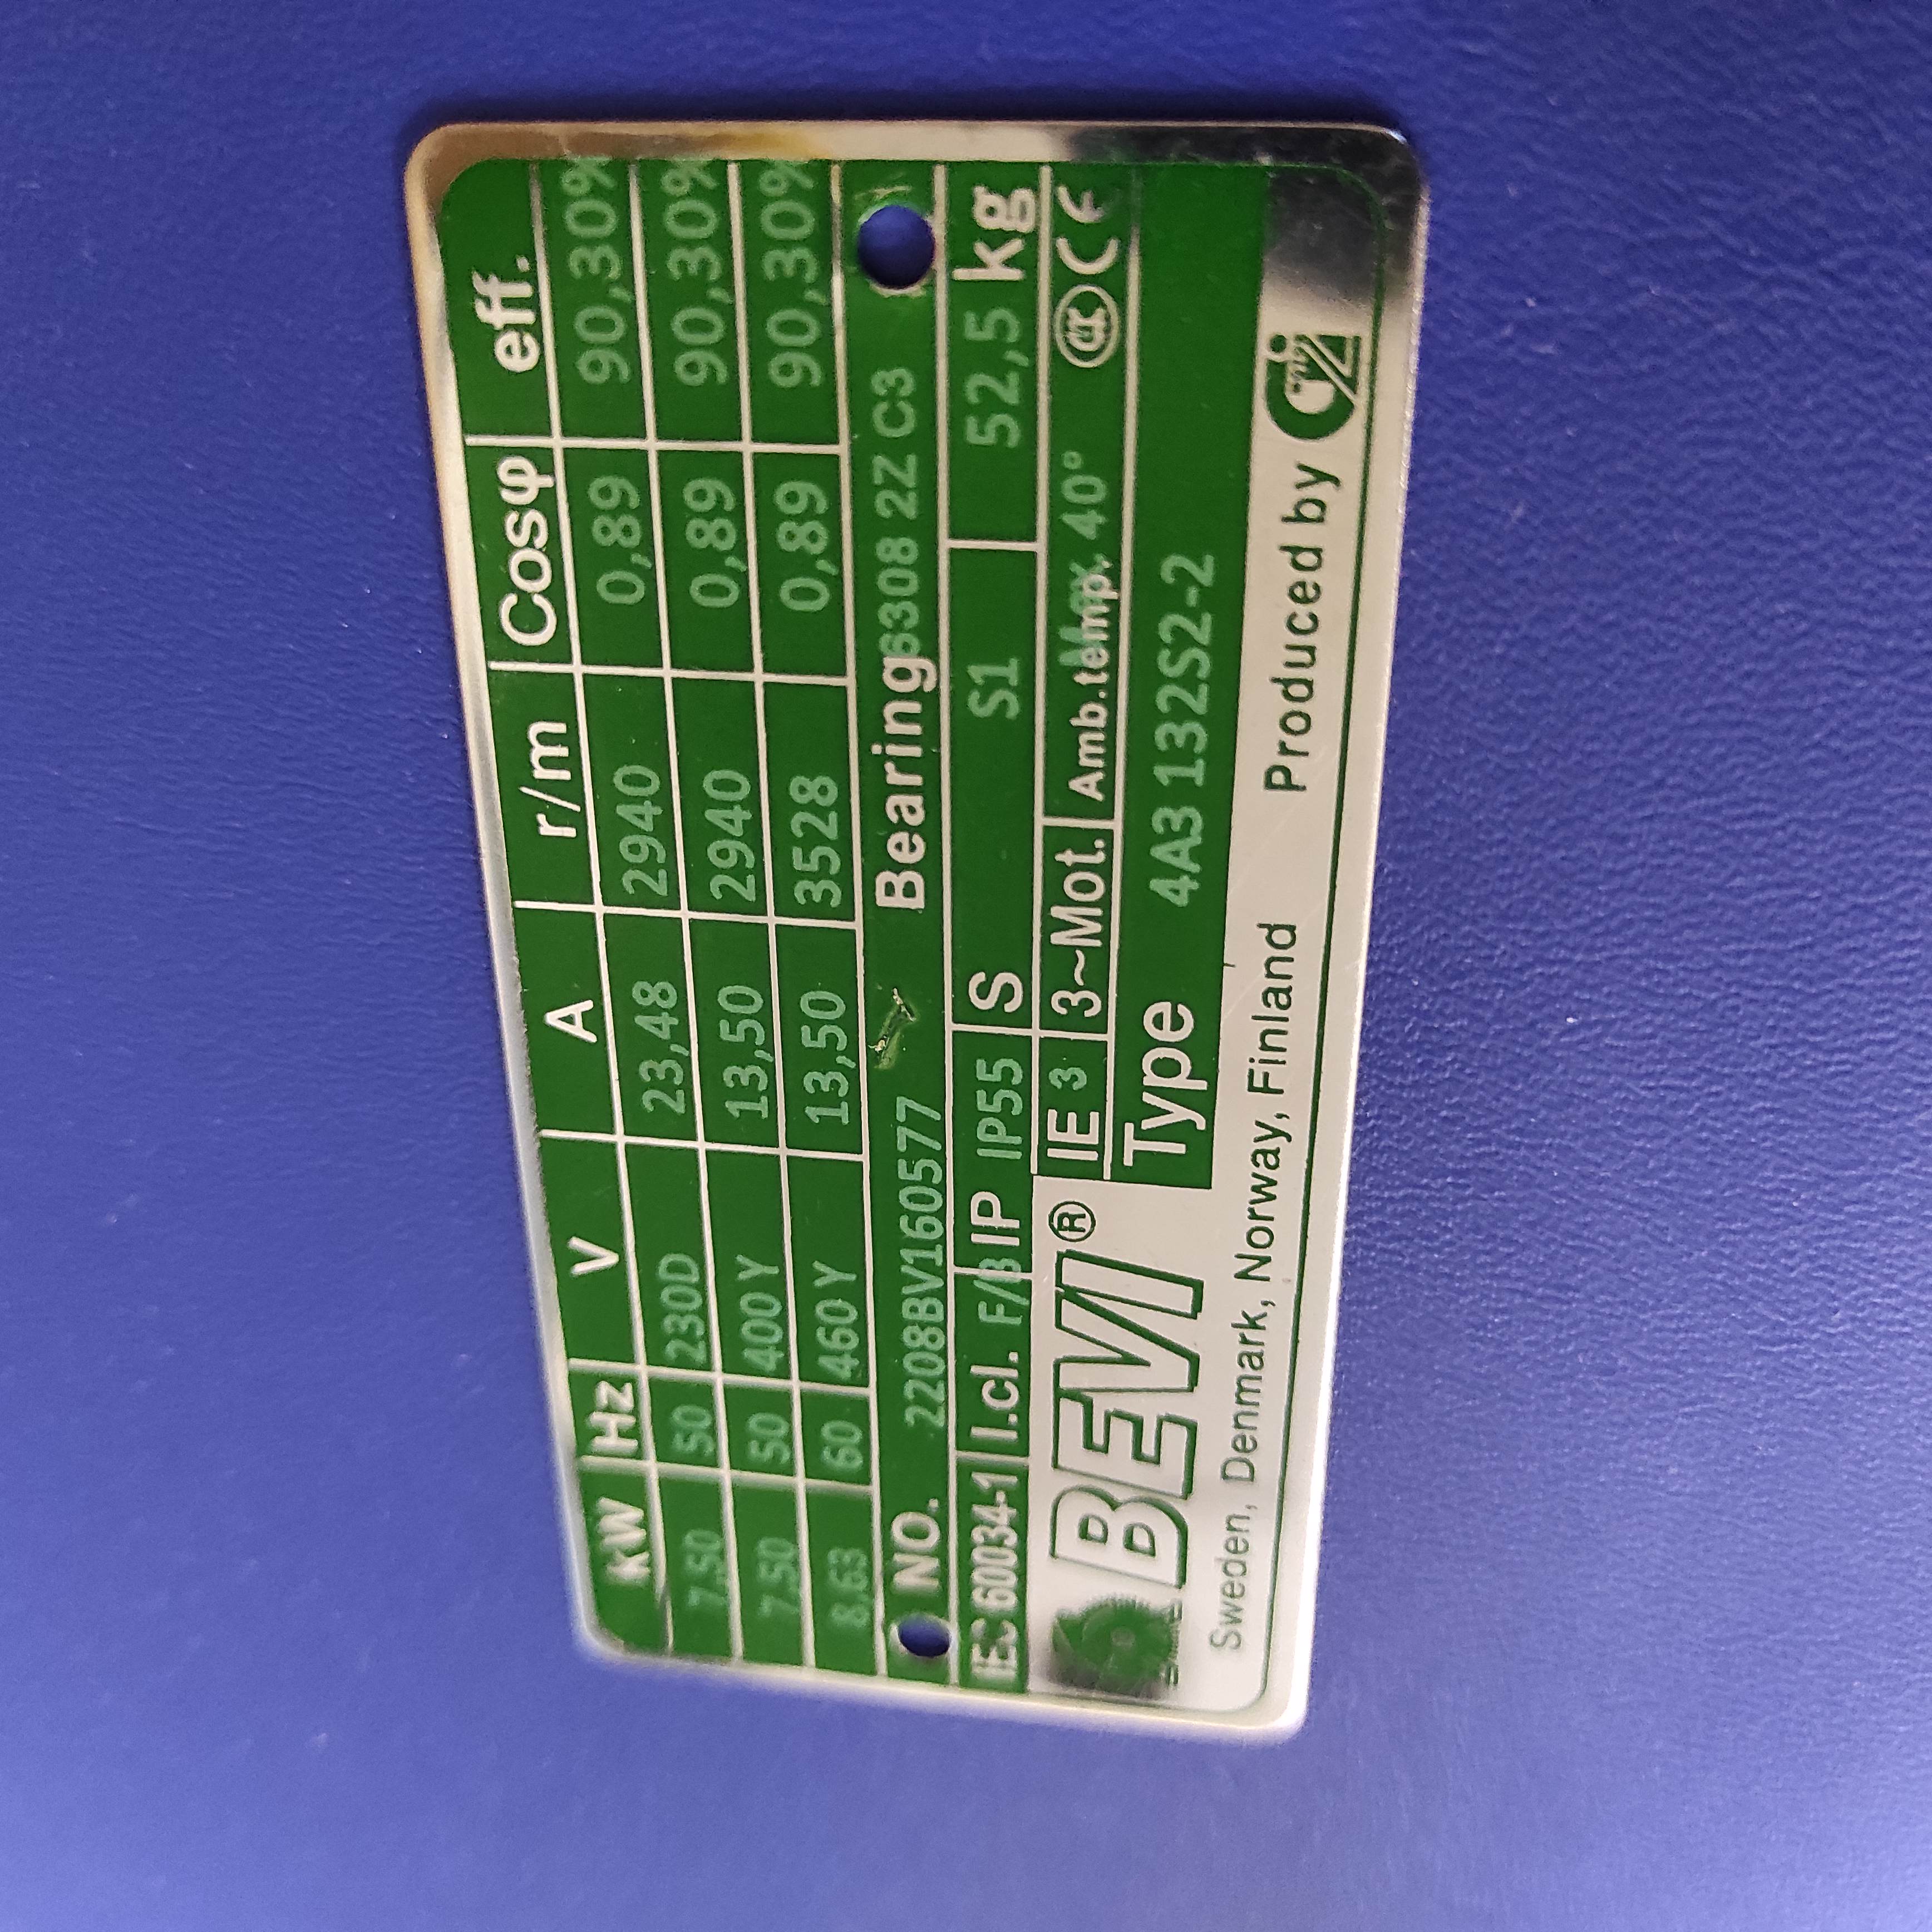 kW Hz V A r/m Cosφ eff.
7.50 50 230D 23,48 2940 0,89 90,30%
7.50 50 400Y 13,50 2940 0,89 90,30%
8,63 60 460Y 13,50 3528 0,89 90,30%
NO. 2208BV160577 Bearing 6308 2Z C3
IEC 60034-1 I.cl. F/B IP IP55 S S1 52,5 kg
IE 3 3~Mot. Amb.temp. 40° CE
BEVI® Type 4A3 132S2-2
Sweden, Denmark, Norway, Finland Produced by